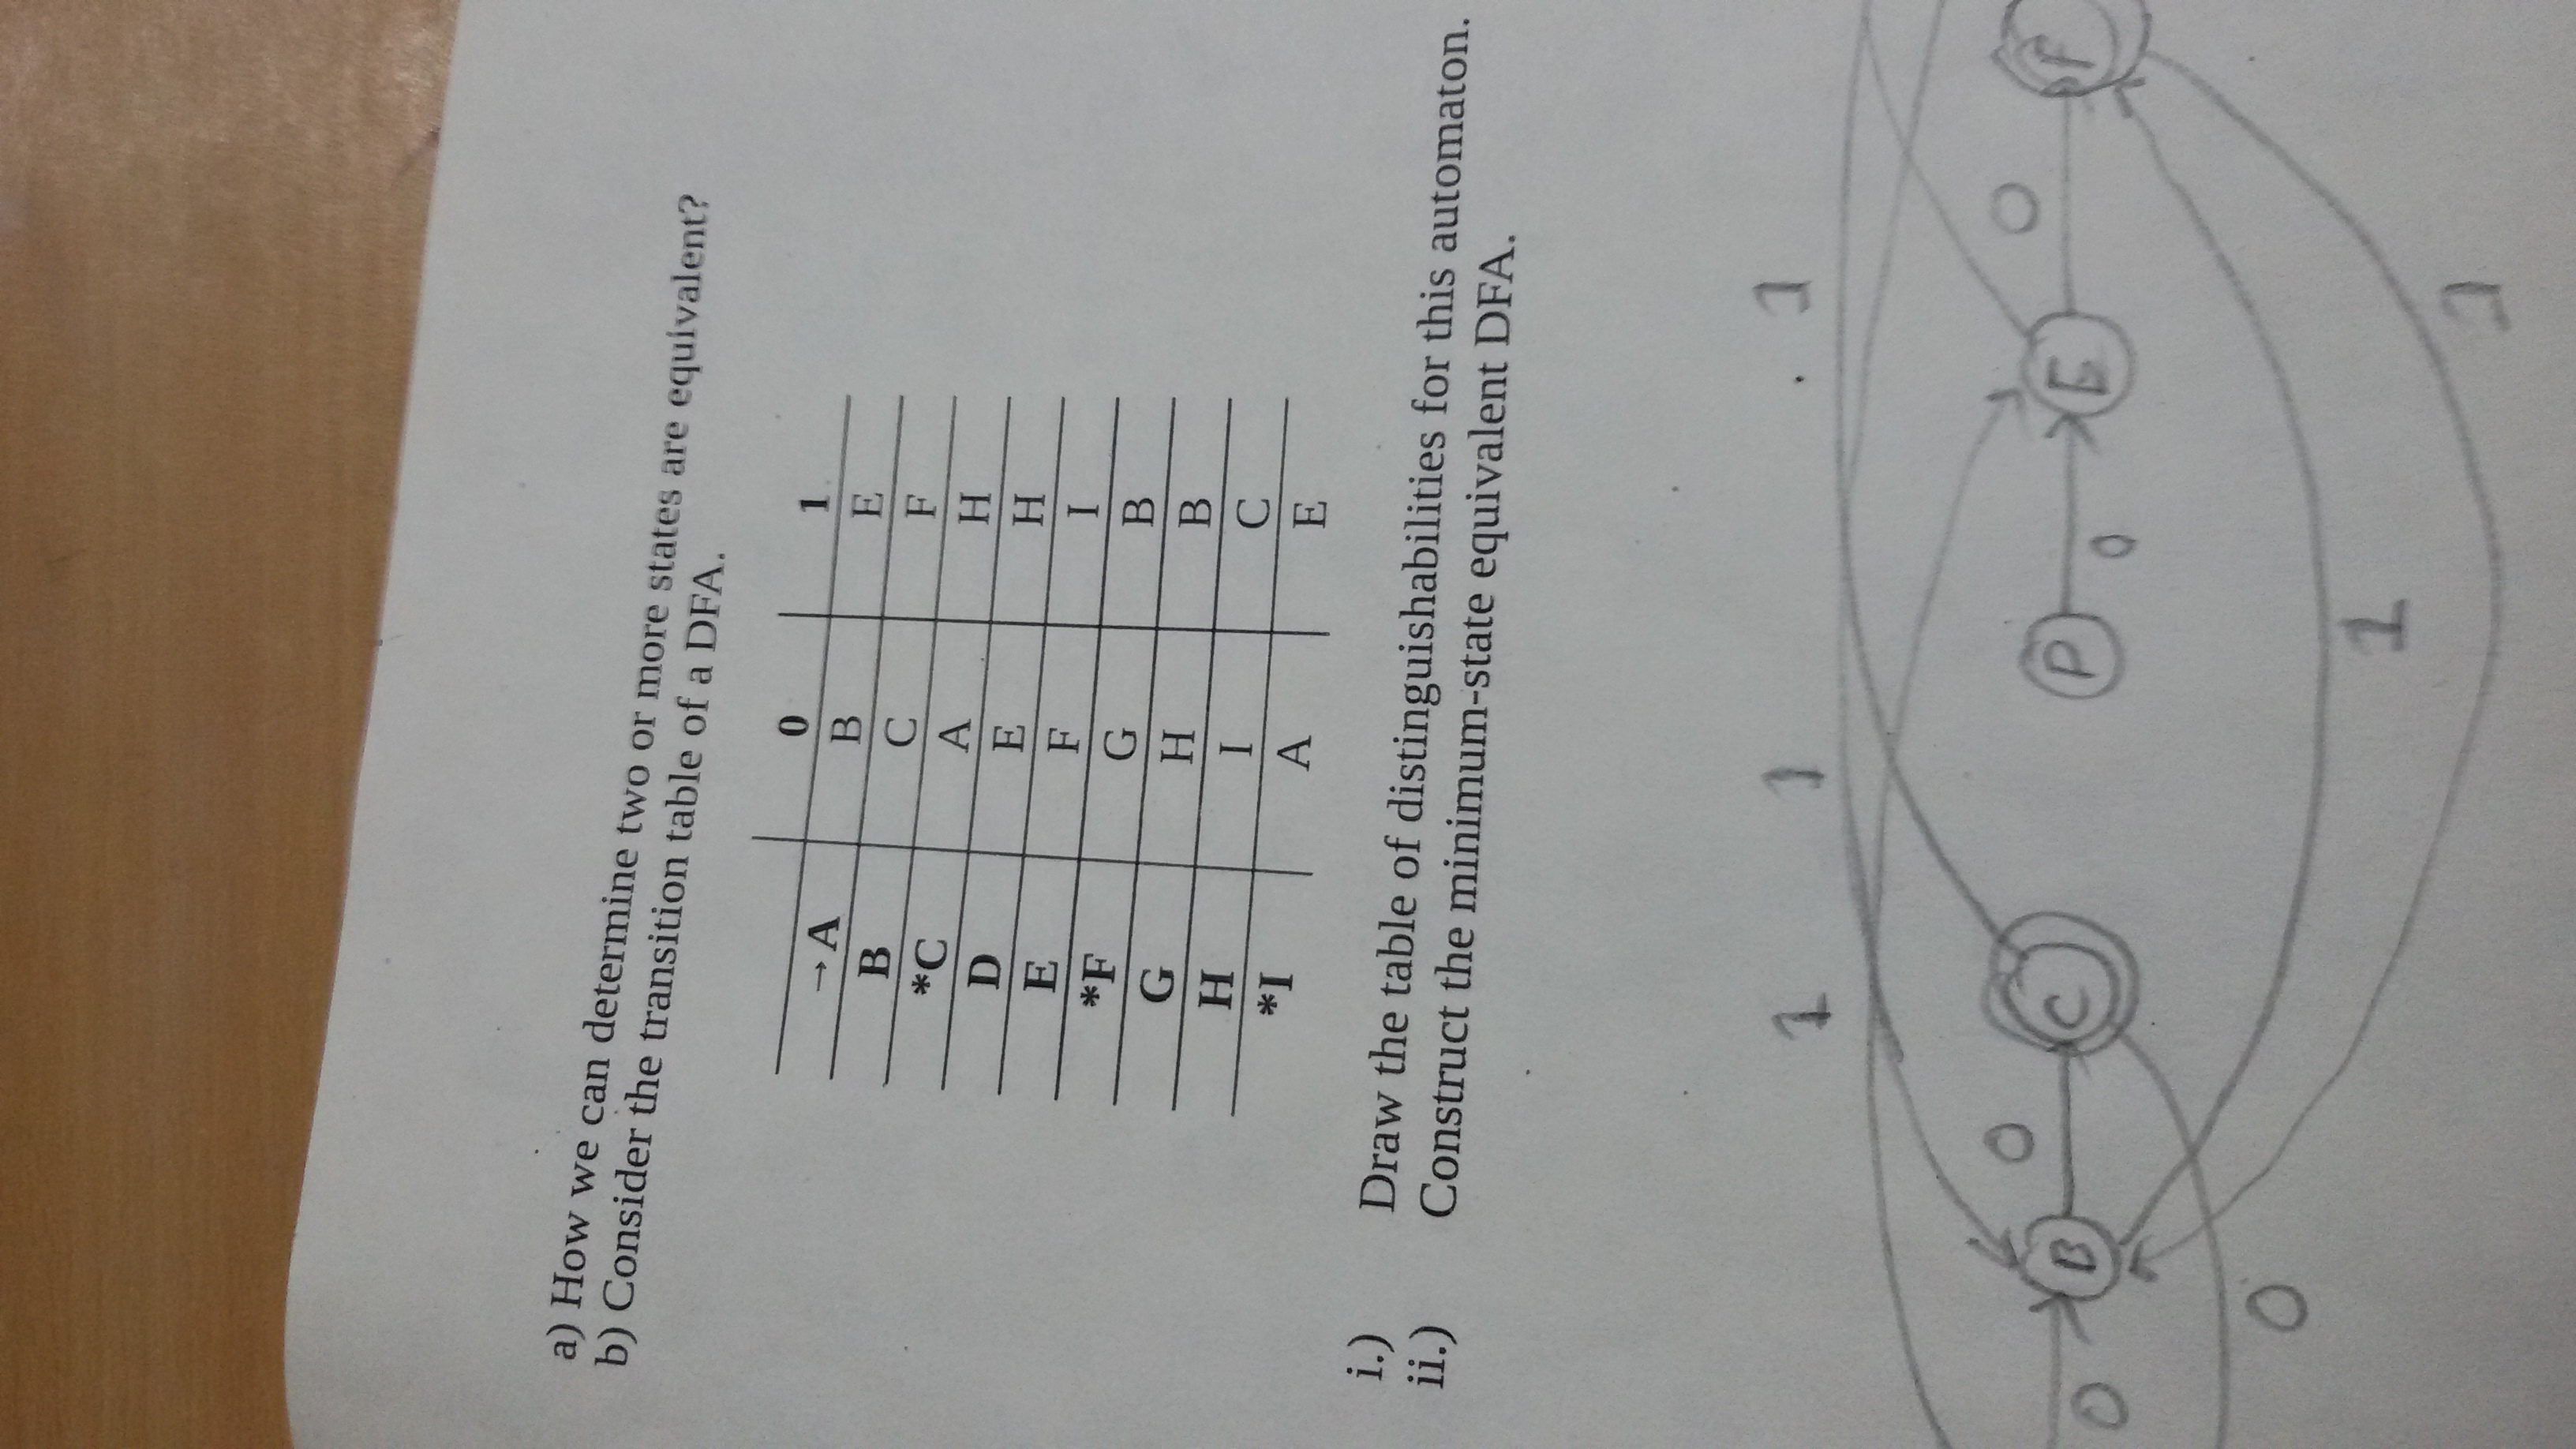 a) How we can determine two or more states are equivalent?
b) Consider the transition table of a DFA.
0 1
→A B E
B C F
*C A H
D E H
E F I
*F G B
G H B
H I C
*I A E
i.) Draw the table of distinguishabilities for this automaton.
ii.) Construct the minimum-state equivalent DFA.
1 1 1
0 0
B C D E F
0 0
0
1
1